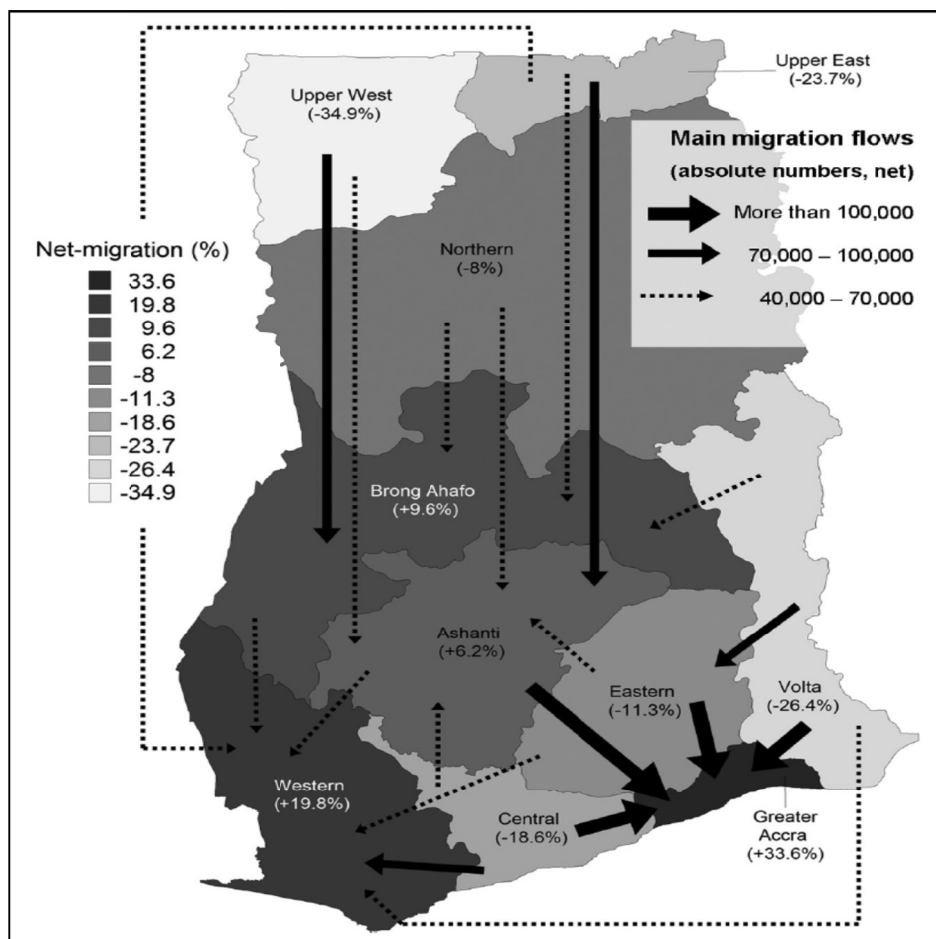 Upper East
(-23.7%)
Upper West
(-34.9%)
Main migration flows
(absolute numbers, net)
More than 100,000
70,000 – 100,000
40,000 – 70,000
Northern
(-8%)
Net-migration (%)
33.6
19.8
9.6
6.2
-8
-11.3
-18.6
-23.7
-26.4
-34.9
Brong Ahafo
(+9.6%)
Ashanti
(+6.2%)
Eastern
(-11.3%)
Volta
(-26.4%)
Western
(+19.8%)
Central
(-18.6%)
Greater
Accra
(+33.6%)